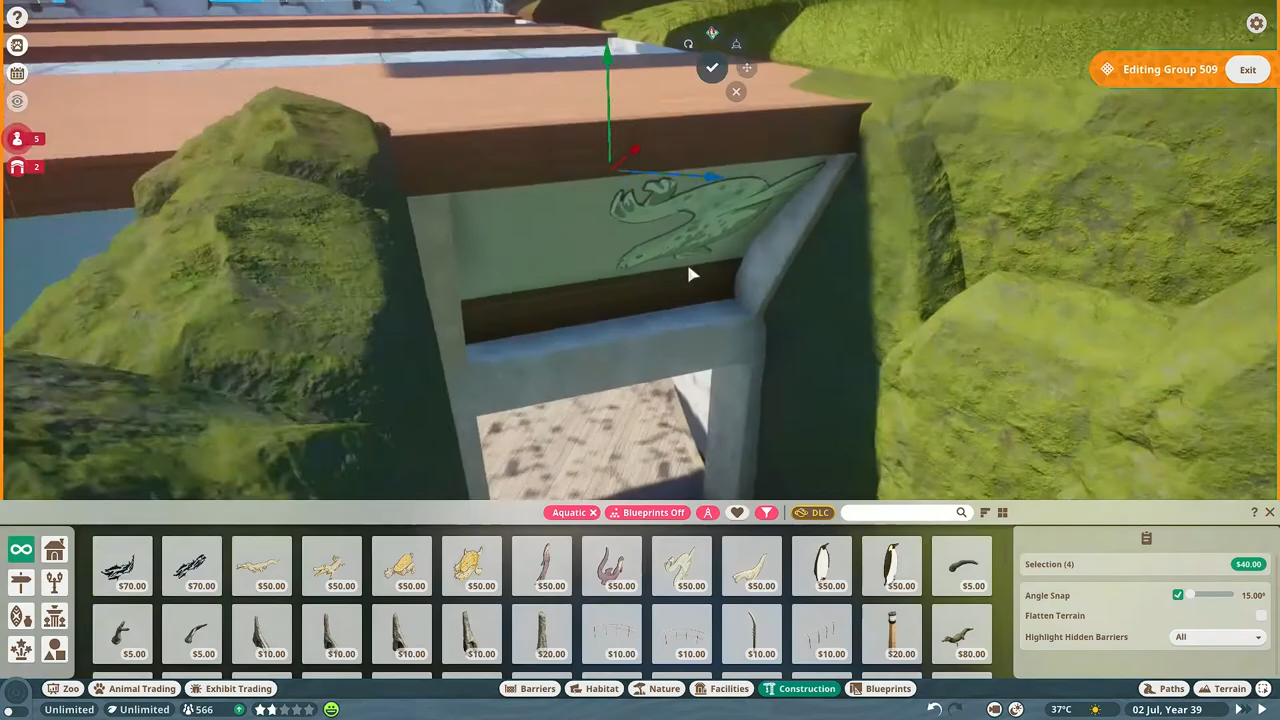 ?
Editing Group 509
Exit
5
2
Aquatic ✕
Blueprints Off
DLC
? ✕
$70.00
$70.00
$50.00
$50.00
$50.00
$50.00
$50.00
$50.00
$50.00
$50.00
$50.00
$50.00
$5.00
Selection (4)
$40.00
Angle Snap
15.00°
$5.00
$5.00
$10.00
$10.00
$10.00
$10.00
$20.00
$10.00
$10.00
$10.00
$10.00
$20.00
$80.00
Flatten Terrain
Highlight Hidden Barriers
All
Zoo
Animal Trading
Exhibit Trading
Barriers
Habitat
Nature
Facilities
Construction
Blueprints
Paths
Terrain
Unlimited
Unlimited
566
37°C
02 Jul, Year 39